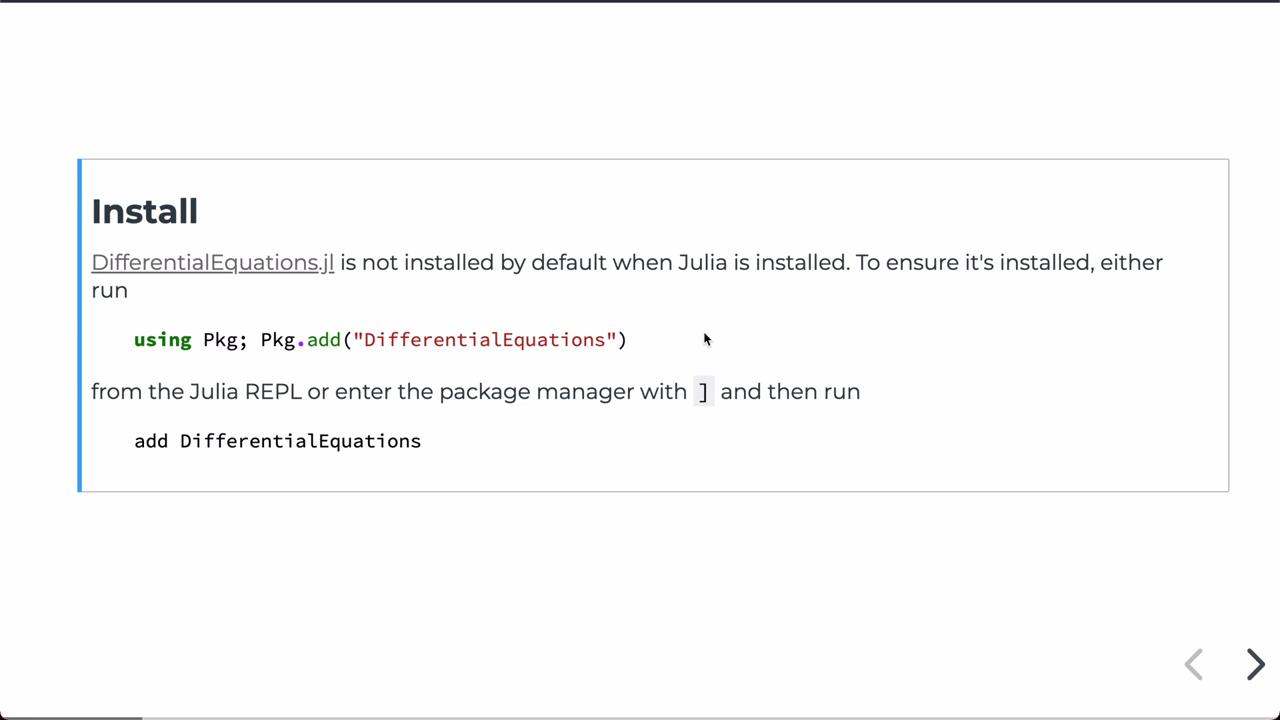 Install
DifferentialEquations.jl is not installed by default when Julia is installed. To ensure it's installed, either
run
using Pkg; Pkg.add("DifferentialEquations")
from the Julia REPL or enter the package manager with ] and then run
add DifferentialEquations